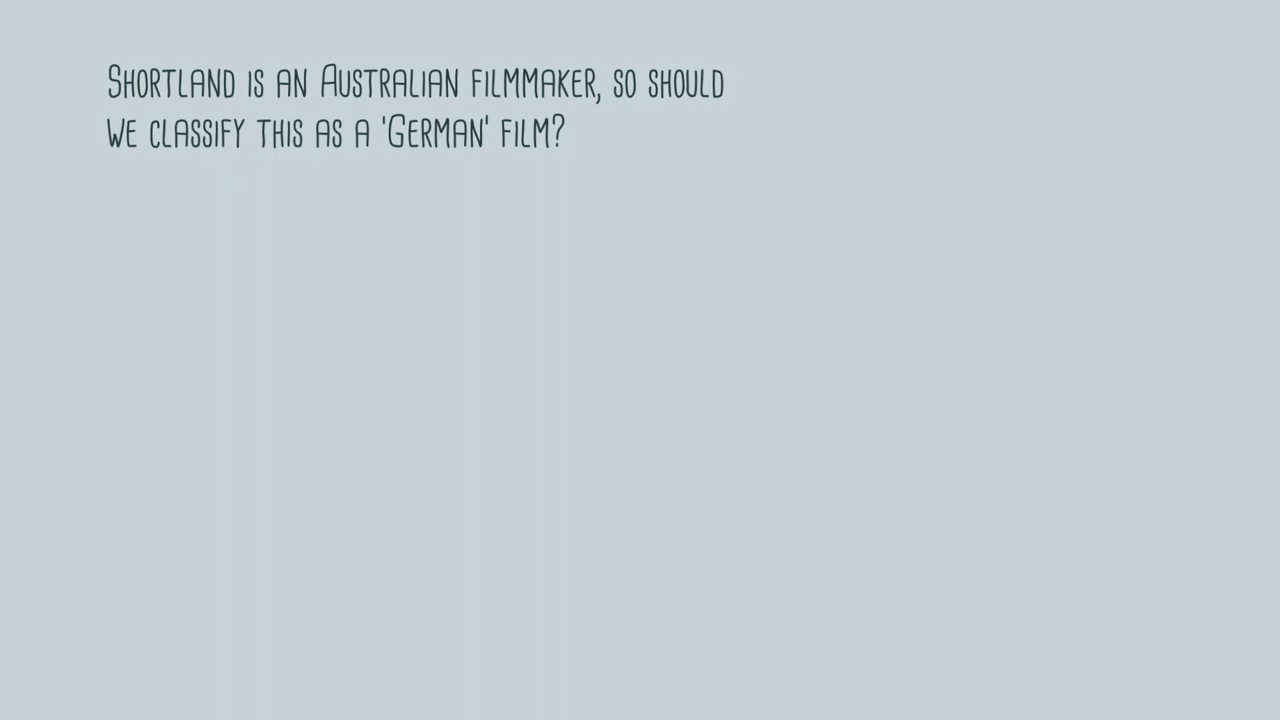 Shortland is an Australian filmmaker, so should
we classify this as a 'German' film?